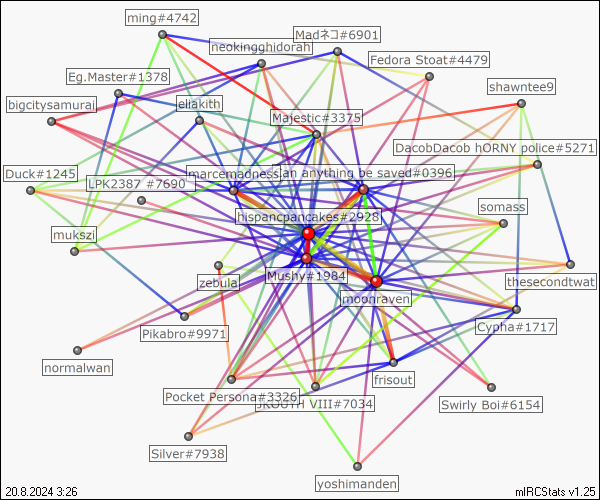 ming#4742
Madネコ#6901
neokingghidorah
Fedora Stoat#4479
Eg.Master#1378
shawntee9
bigcitysamurai
eliakith
Majestic#3375
DacobDacob hORNY police#5271
Duck#1245
marcemadness
an anything be saved#0396
LPK2387 #7690
hispancpancakes#2928
somass
mukszi
Mushy#1984
zebula
thesecondtwat
moonraven
Pikabro#9971
Cypha#1717
normalwan
frisout
Pocket Persona#3326
VIII#7034
Swirly Boi#6154
Silver#7938
yoshimanden
20.8.2024 3:26
mIRCStats v1.25